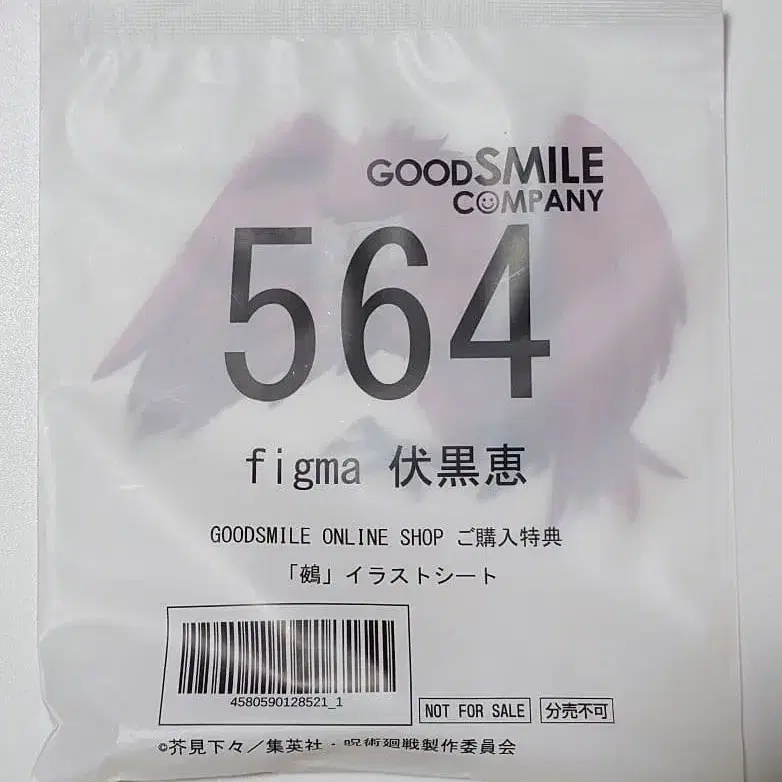 GOODSMILE
COMPANY
564
figma 伏黒恵
GOODSMILE ONLINE SHOP ご購入特典
「鵺」イラストシート
4580590128521_1
NOT FOR SALE 分売不可
©芥見下々／集英社・呪術廻戦製作委員会